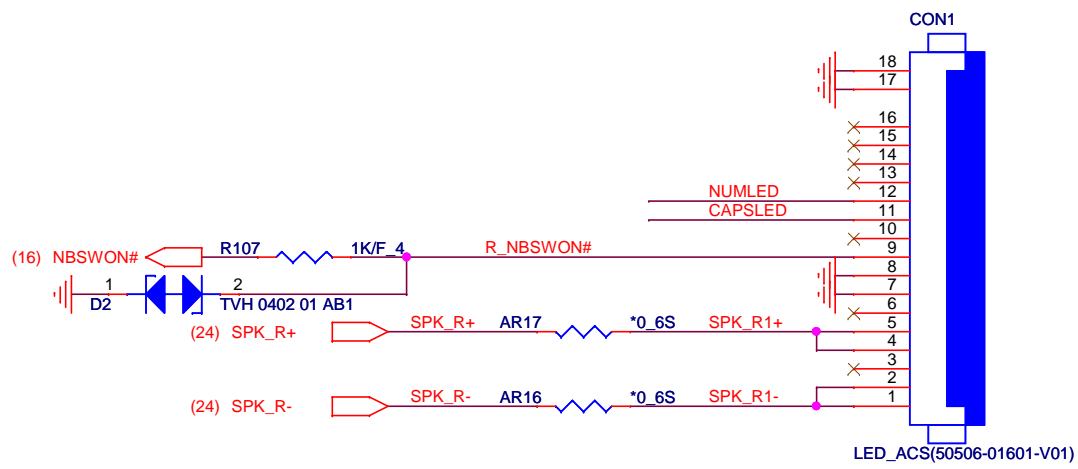 CON1
18
17
16
15
14
13
NUMLED 12
CAPSLED 11
10
(16) NBSWON# R107 1K/F_4 R_NBSWON# 9
8
1 2 7
D2 TVH 0402 01 AB1 6
(24) SPK_R+ SPK_R+ AR17 *0_6S SPK_R1+ 5
4
3
2
(24) SPK_R- SPK_R- AR16 *0_6S SPK_R1- 1
LED_ACS(50506-01601-V01)